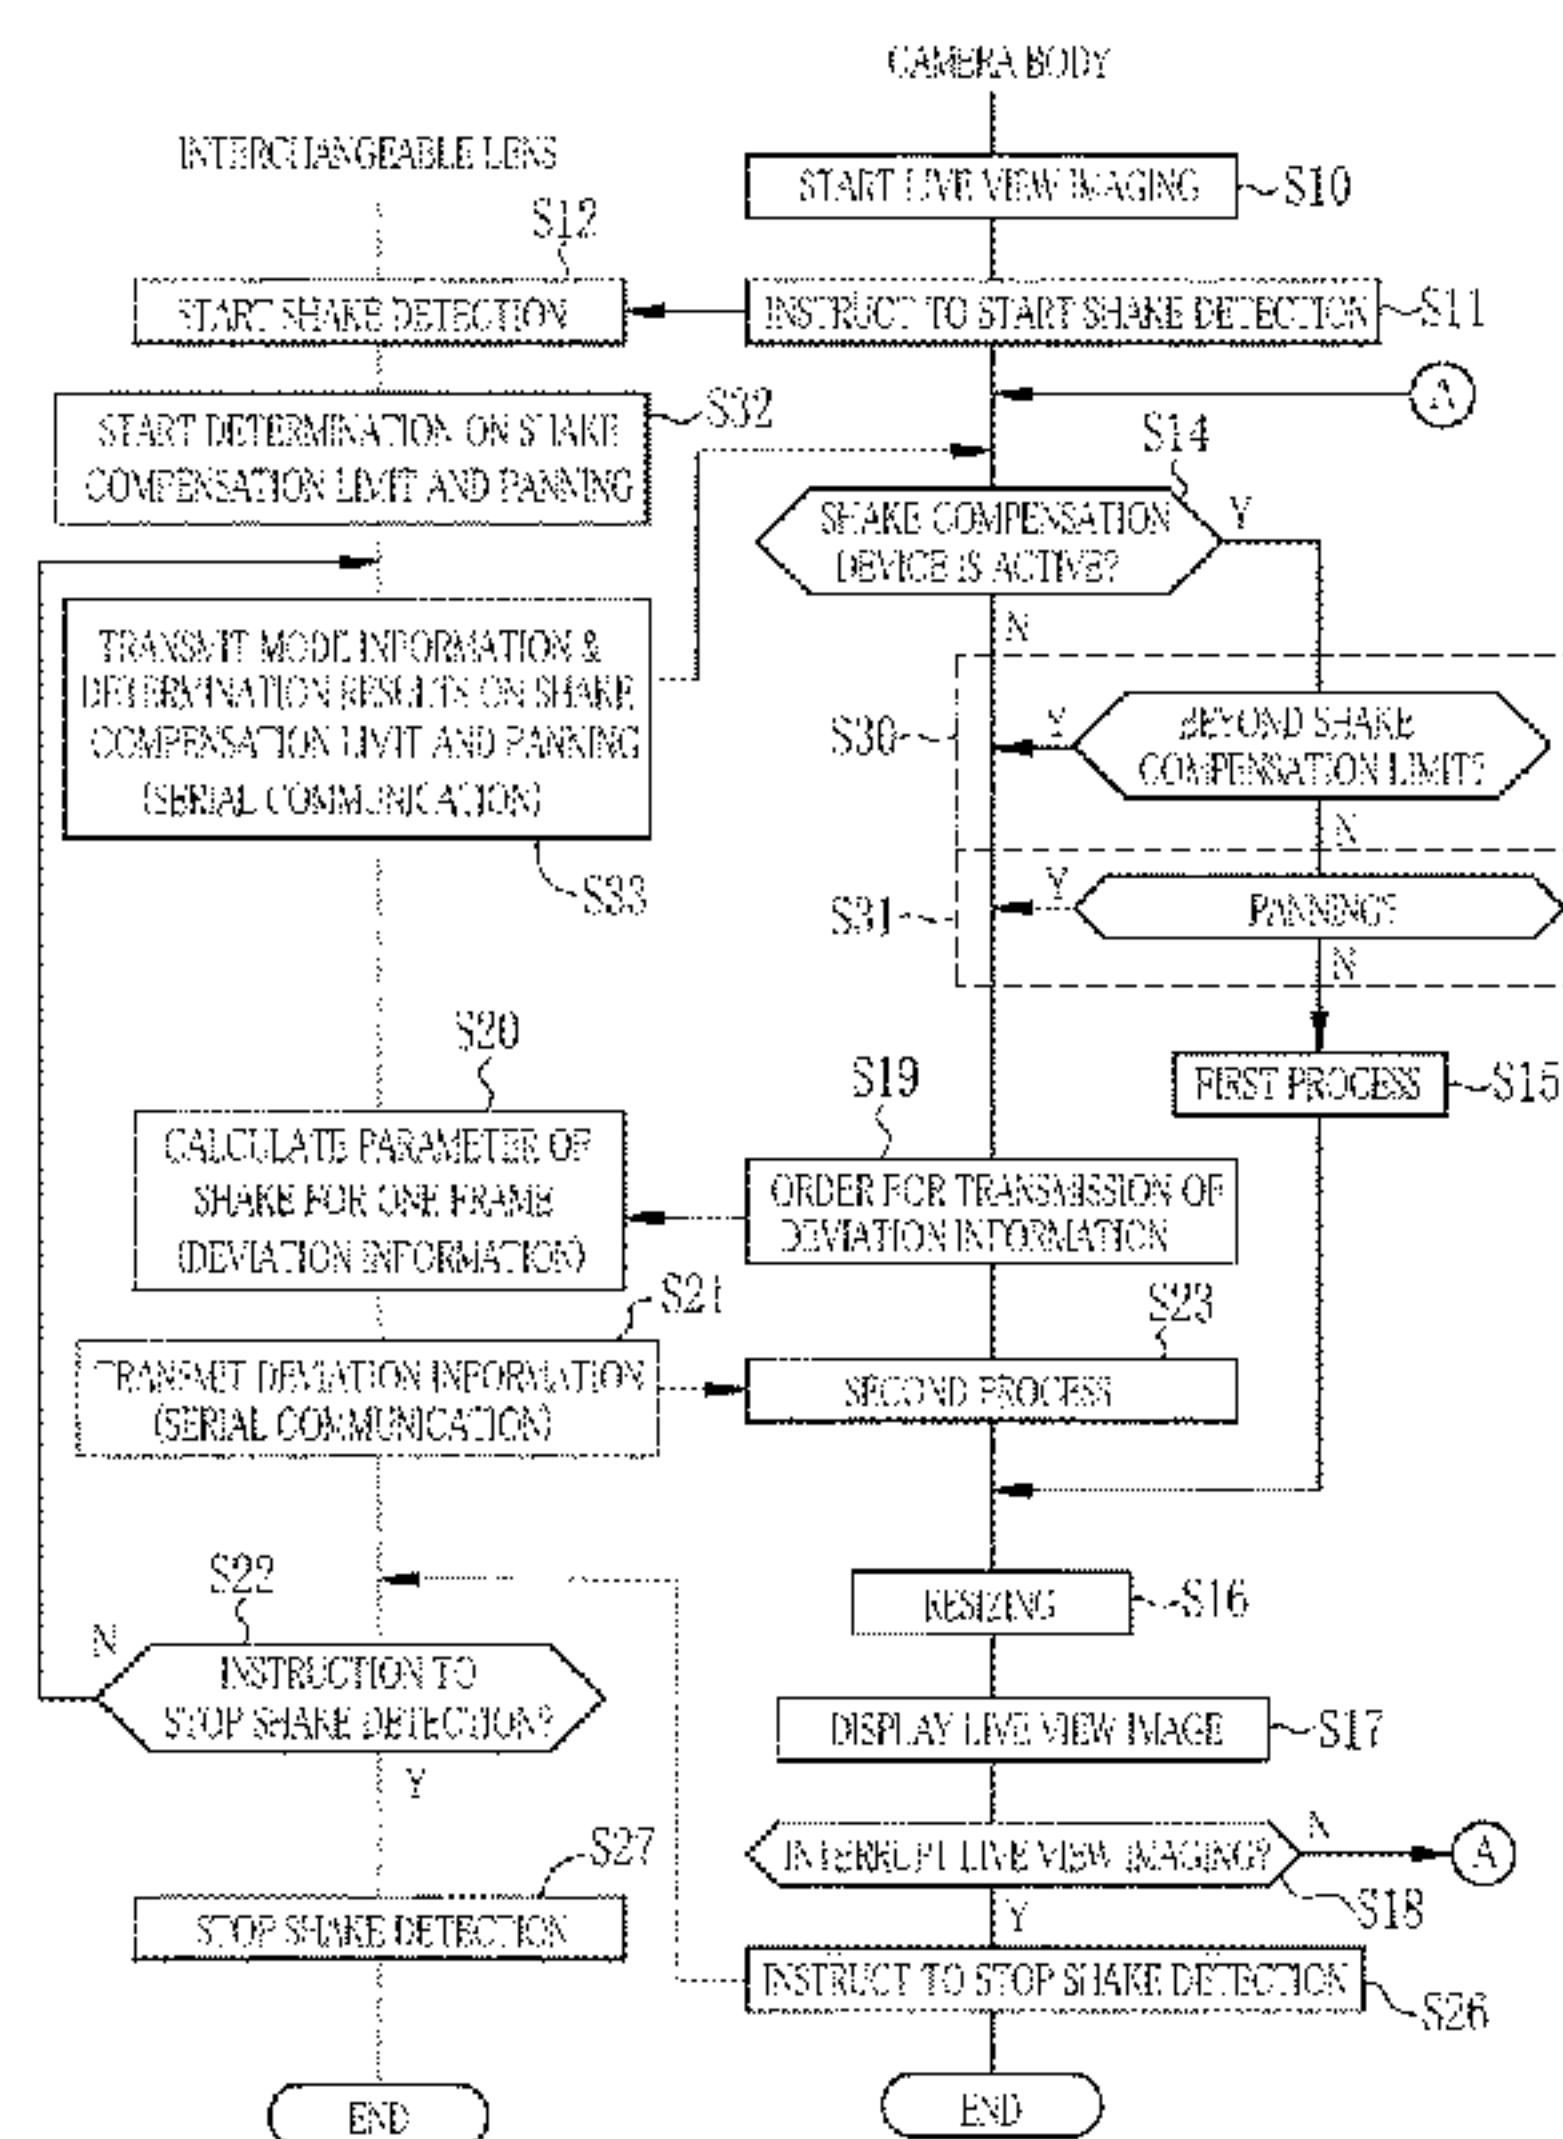 CAMERA BODY
INTERCHANGEABLE LENS
START LIVE VIEW IMAGING
S10
S12
START SHAKE DETECTION
INSTRUCT TO START SHAKE DETECTION
S11
A
S32
START DETERMINATION ON SHAKE
COMPENSATION LIMIT AND PANNING
S14
SHAKE COMPENSATION
DEVICE IS ACTIVE?
Y
N
TRANSMIT MODE INFORMATION &
DETERMINATION RESULTS ON SHAKE
COMPENSATION LIMIT AND PANNING
(SERIAL COMMUNICATION)
S33
S30
Y
BEYOND SHAKE
COMPENSATION LIMIT?
N
S31
Y
PANNING?
N
S20
CALCULATE PARAMETER OF
SHAKE FOR ONE FRAME
(DEVIATION INFORMATION)
S19
ORDER FOR TRANSMISSION OF
DEVIATION INFORMATION
FIRST PROCESS
S15
S21
TRANSMIT DEVIATION INFORMATION
(SERIAL COMMUNICATION)
S23
SECOND PROCESS
S22
N
INSTRUCTION TO
STOP SHAKE DETECTION?
Y
RESIZING
S16
DISPLAY LIVE VIEW IMAGE
S17
INTERRUPT LIVE VIEW IMAGING?
N
A
S18
Y
S27
STOP SHAKE DETECTION
INSTRUCT TO STOP SHAKE DETECTION
S26
END
END